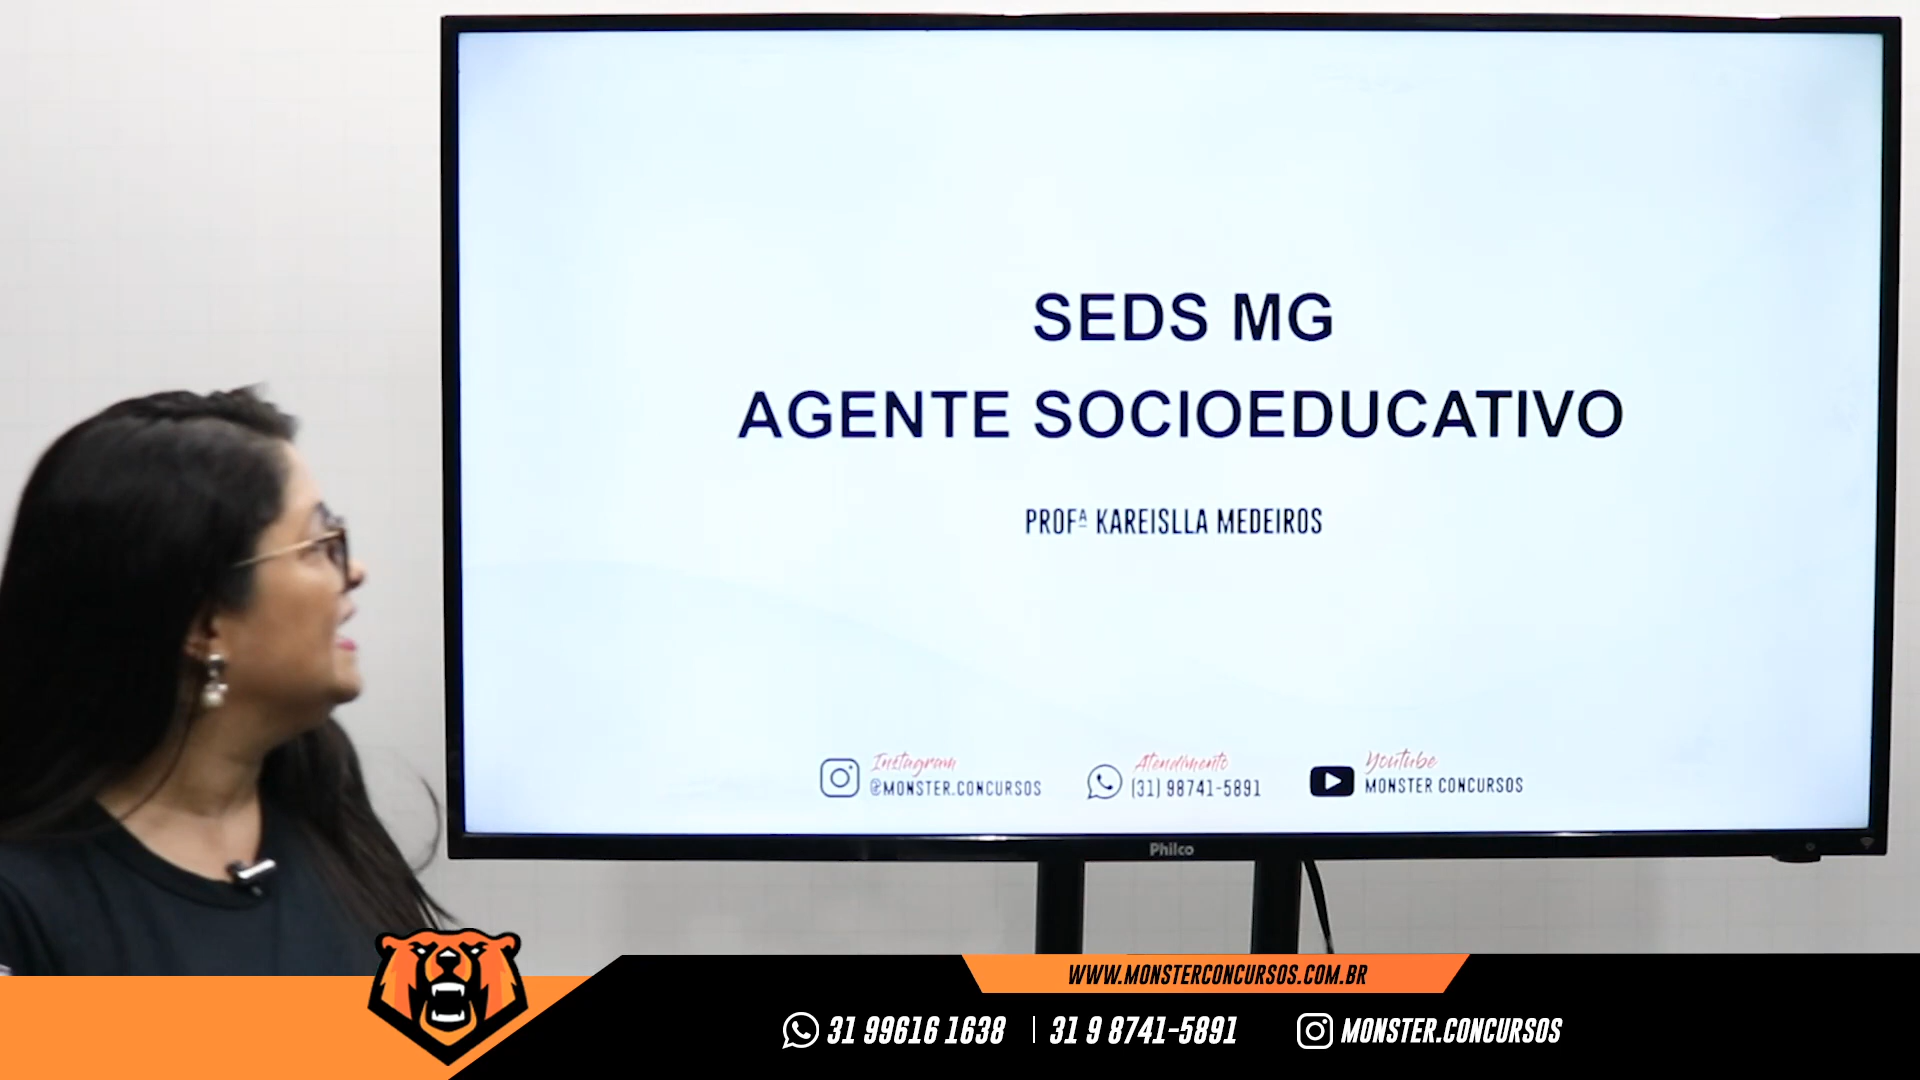 SEDS MG
AGENTE SOCIOEDUCATIVO
PROFª KAREISLLA MEDEIROS
Instagram
@MONSTER.CONCURSOS
Atendimento
(31) 98741-5891
Youtube
MONSTER CONCURSOS
Philco
WWW.MONSTERCONCURSOS.COM.BR
31 99616 1638 | 31 9 8741-5891
MONSTER.CONCURSOS